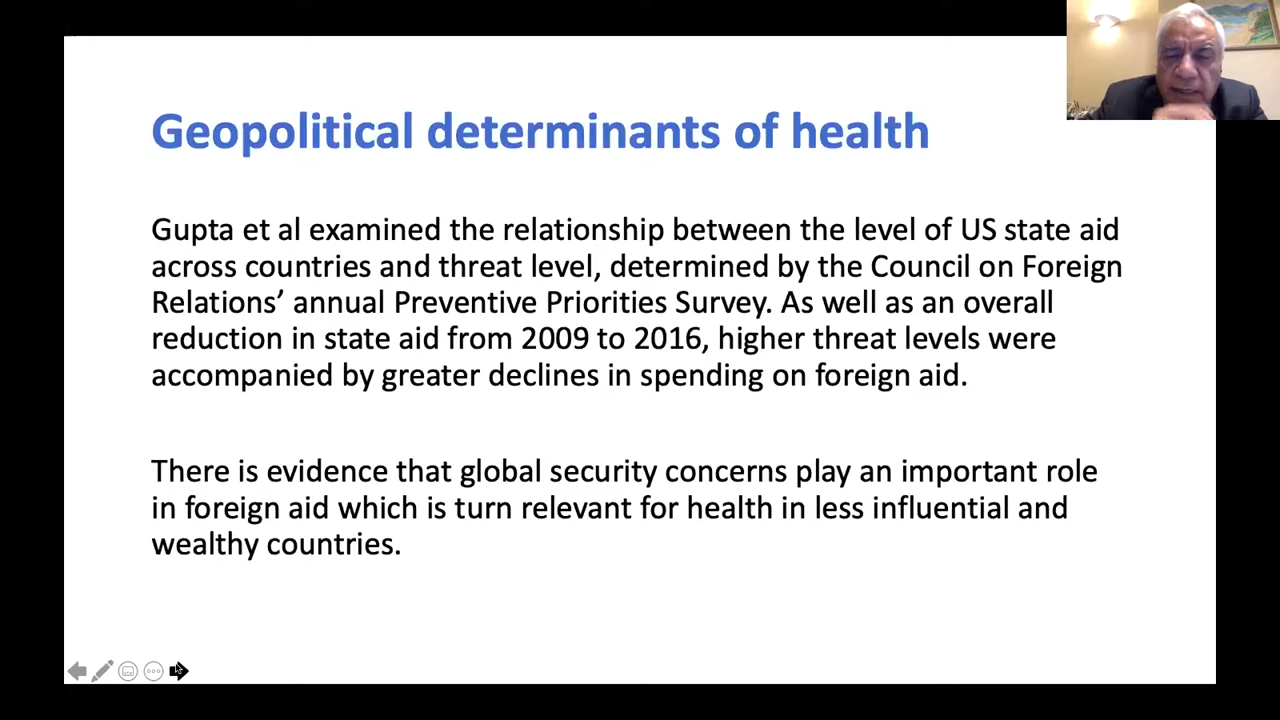 Geopolitical determinants of health
Gupta et al examined the relationship between the level of US state aid
across countries and threat level, determined by the Council on Foreign
Relations’ annual Preventive Priorities Survey. As well as an overall
reduction in state aid from 2009 to 2016, higher threat levels were
accompanied by greater declines in spending on foreign aid.
There is evidence that global security concerns play an important role
in foreign aid which is turn relevant for health in less influential and
wealthy countries.